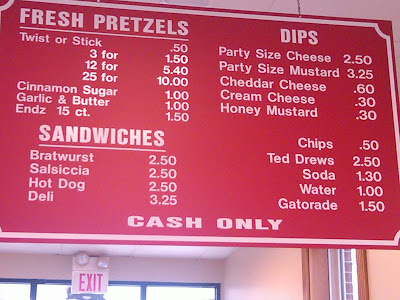 FRESH PRETZELS
Twist or Stick .50
3 for 1.50
12 for 5.40
25 for 10.00
Cinnamon Sugar 1.00
Garlic & Butter 1.00
Endz 15 ct. 1.50
SANDWICHES
Bratwurst 2.50
Salsiccia 2.50
Hot Dog 2.50
Deli 3.25
DIPS
Party Size Cheese 2.50
Party Size Mustard 3.25
Cheddar Cheese .60
Cream Cheese .30
Honey Mustard .30
Chips .50
Ted Drews 2.50
Soda 1.30
Water 1.00
Gatorade 1.50
CASH ONLY
EXIT